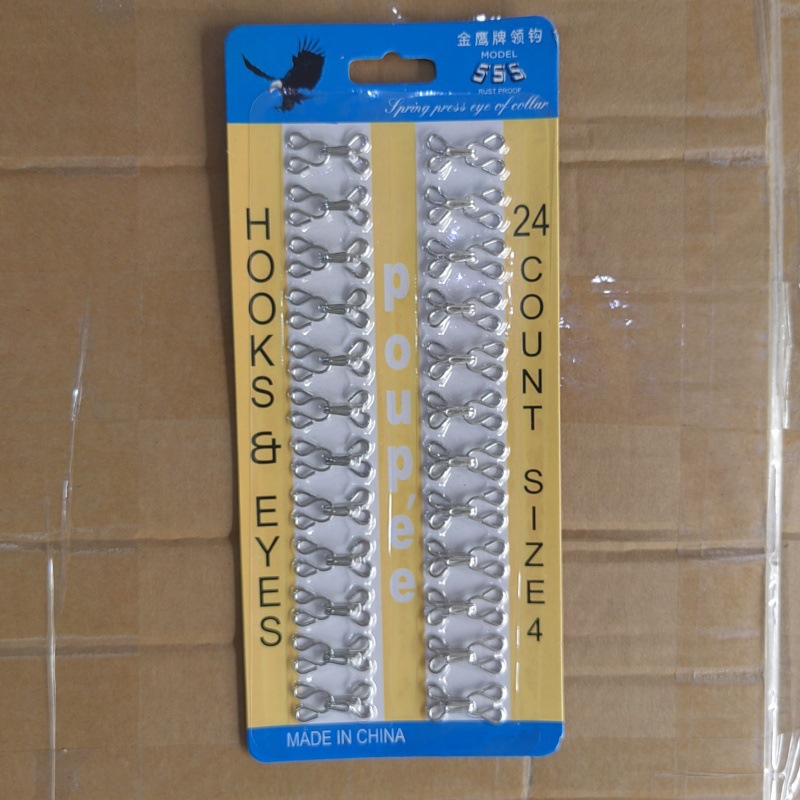 金鹰牌领钩
MODEL
555
RUST PROOF
Spring press eye of collar
HOOKS & EYES
poupée
24 COUNT SIZE 4
MADE IN CHINA